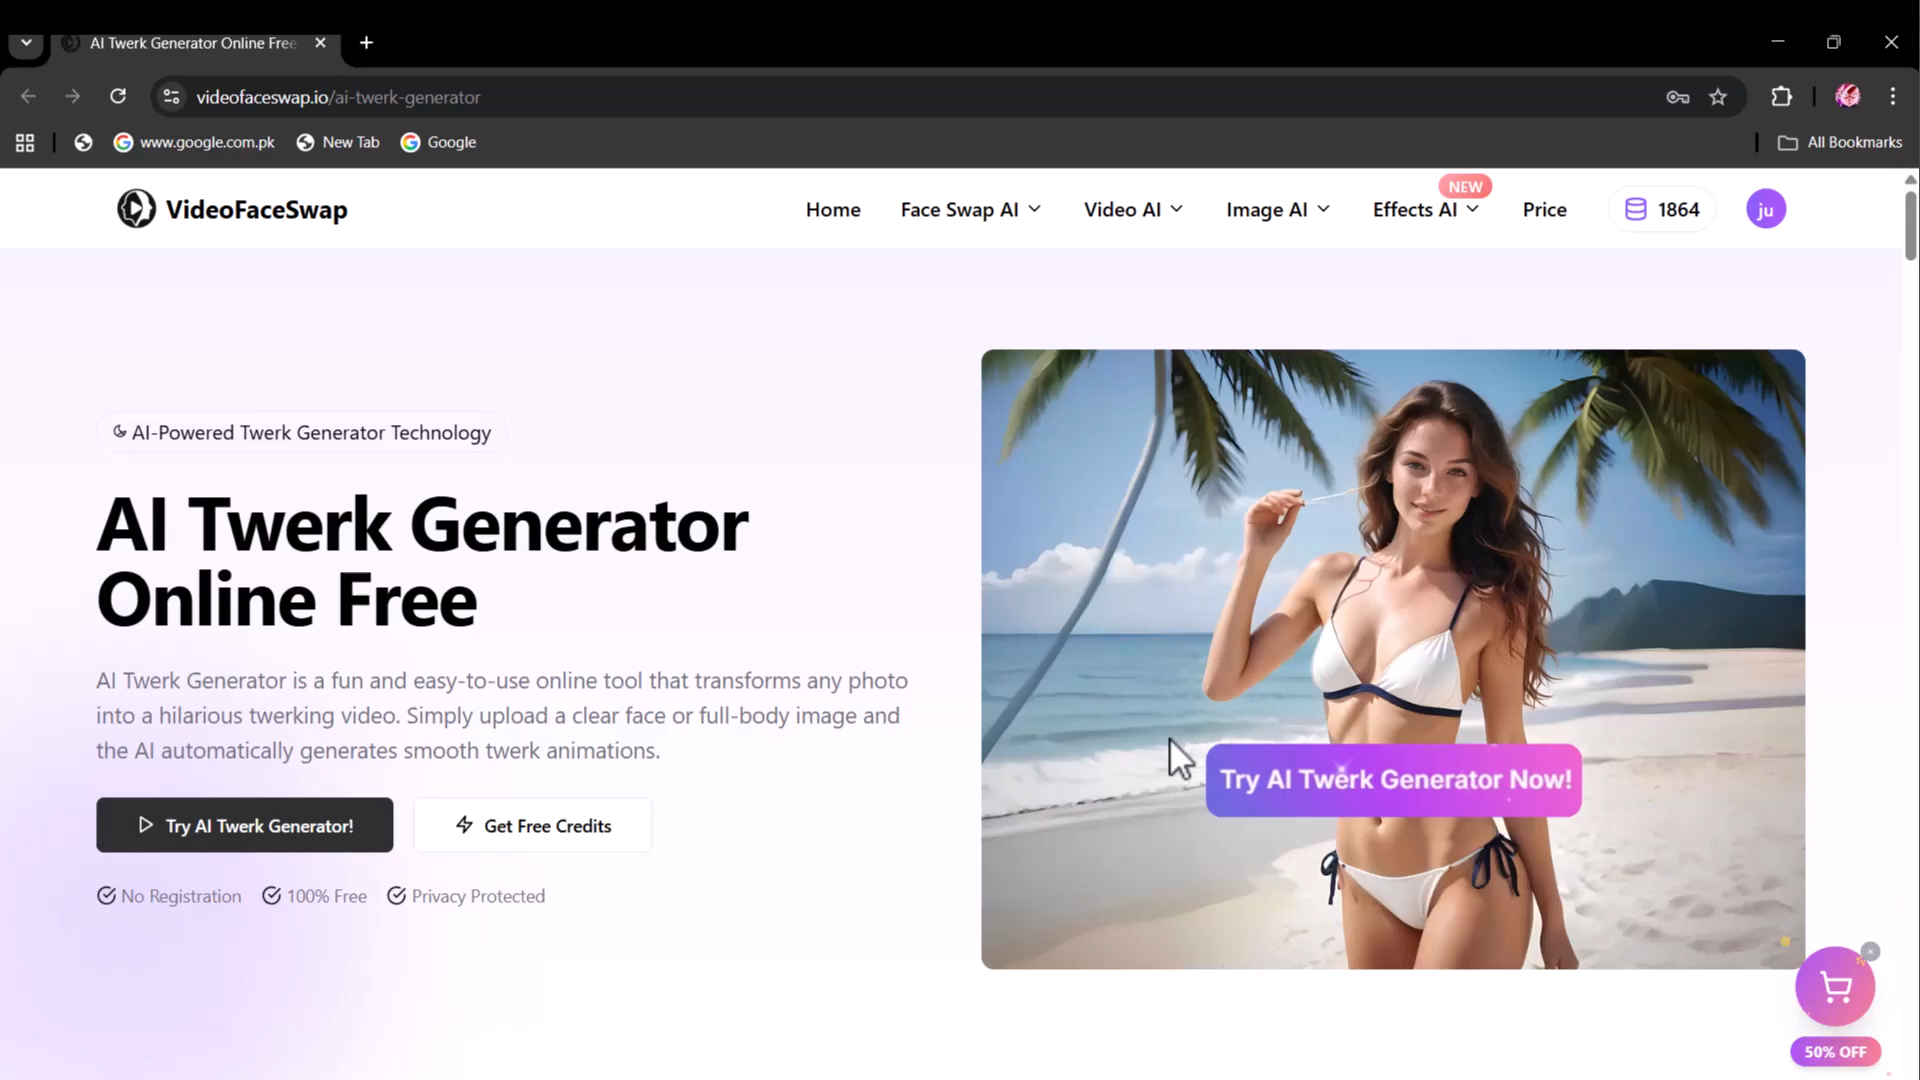 AI Twerk Generator Online Free
videofaceswap.io/ai-twerk-generator
www.google.com.pk
New Tab
Google
All Bookmarks
VideoFaceSwap
Home
Face Swap AI
Video AI
Image AI
Effects AI
NEW
Price
1864
ju
AI-Powered Twerk Generator Technology
AI Twerk Generator
Online Free
AI Twerk Generator is a fun and easy-to-use online tool that transforms any photo
into a hilarious twerking video. Simply upload a clear face or full-body image and
the AI automatically generates smooth twerk animations.
Try AI Twerk Generator!
Get Free Credits
No Registration
100% Free
Privacy Protected
Try AI Twerk Generator Now!
50% OFF